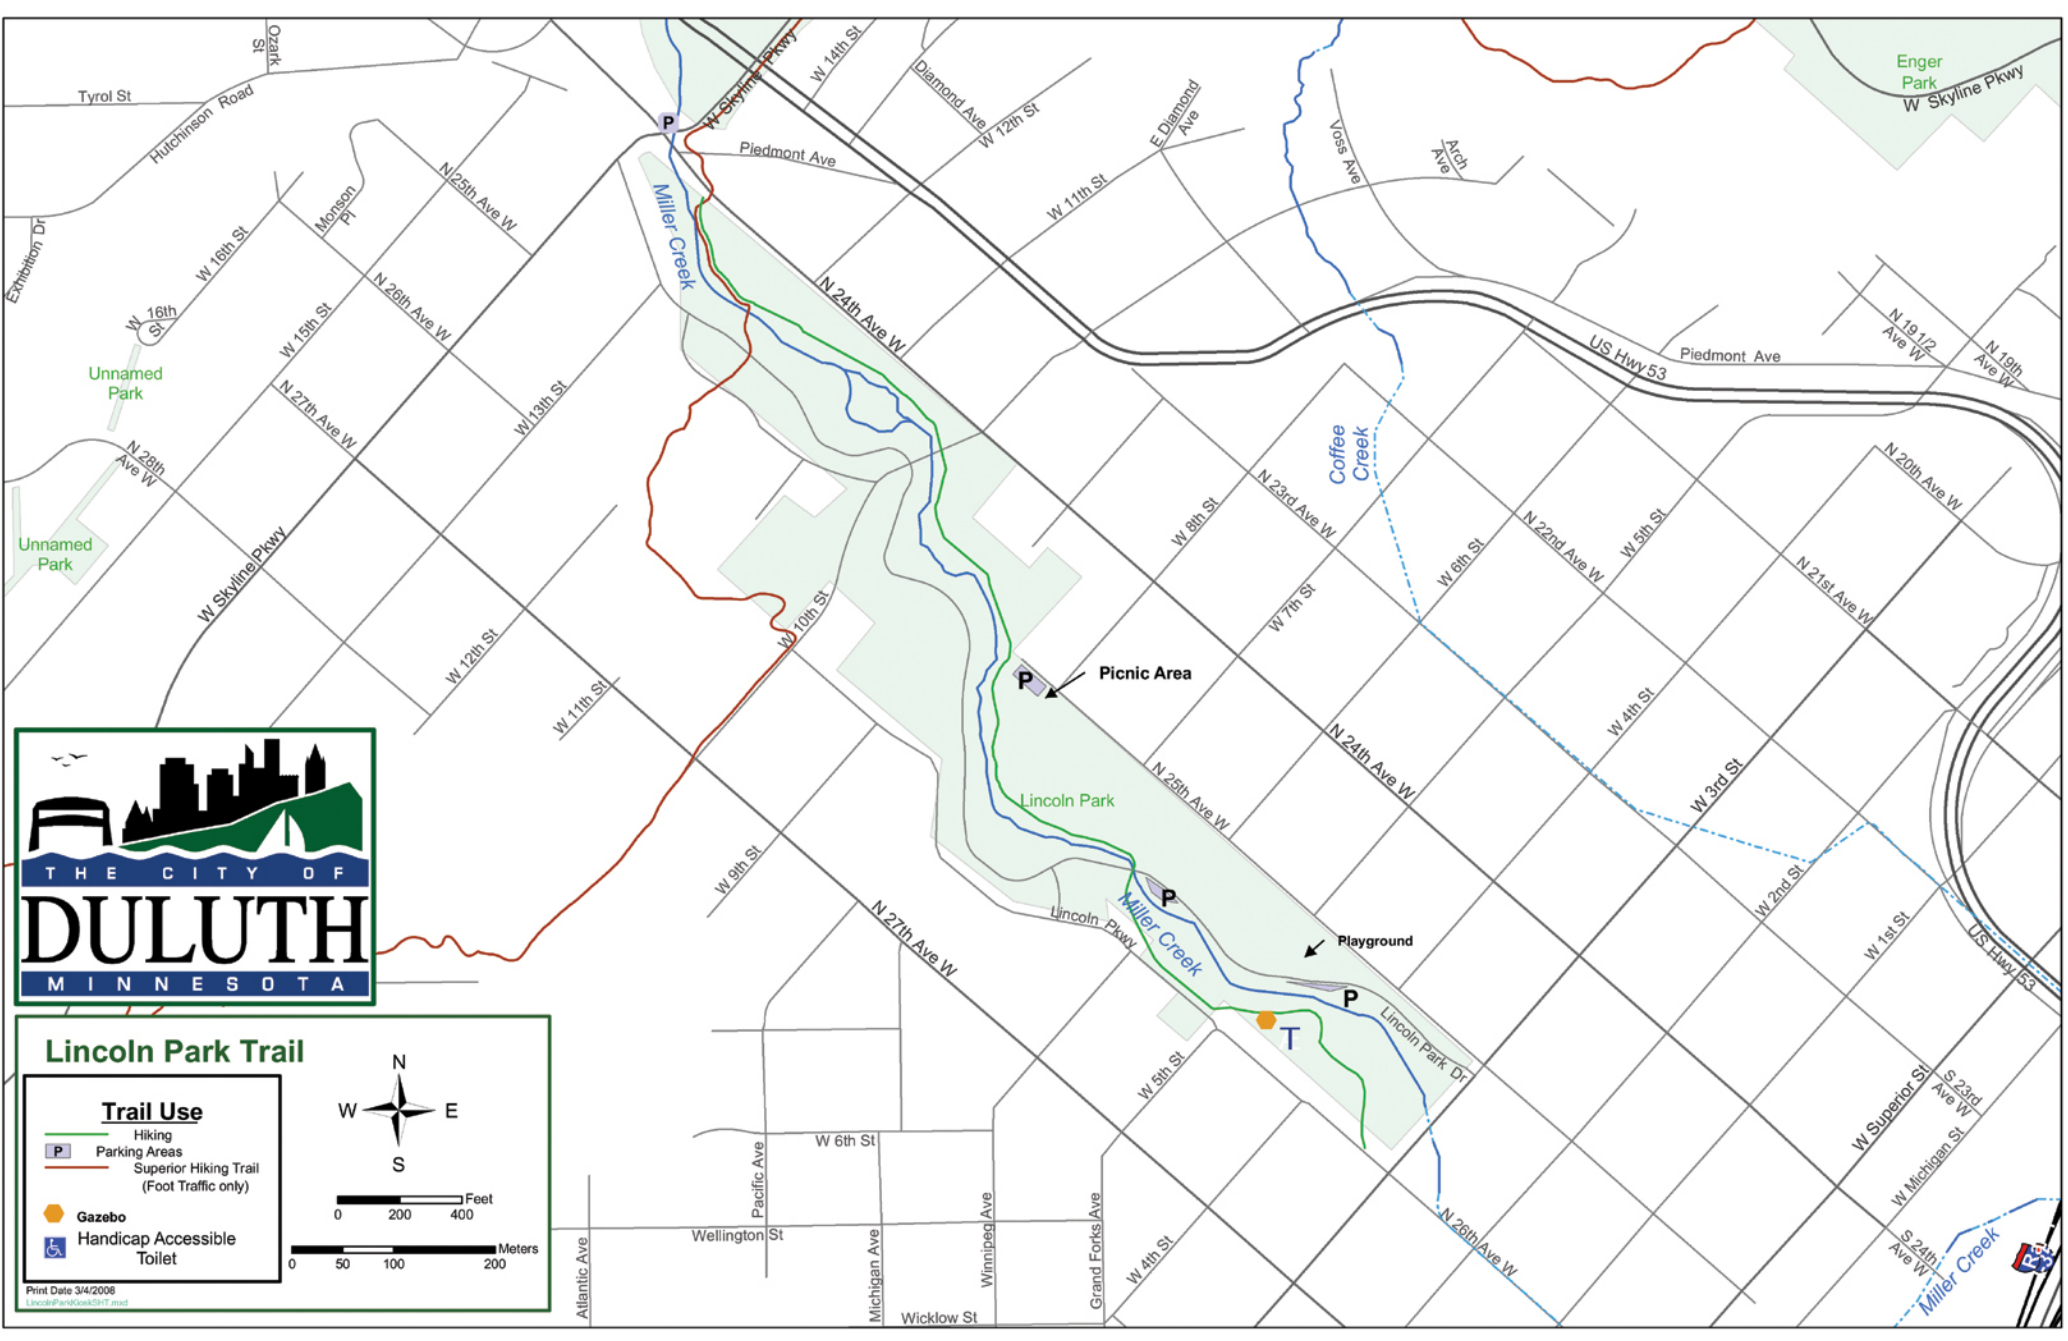 Ozark
St
Tyrol St
Hutchinson Road
W Skyline Pkwy
W 14th St
Diamond Ave
W 12th St
E Diamond
Ave
Voss Ave
Arch
Ave
Enger
Park
W Skyline Pkwy
P
Piedmont Ave
N 25th Ave W
Monson
Pl
Miller Creek
W 11th St
Exhibition Dr
W 16th St
N 26th Ave W
N 24th Ave W
W 16th
St
W 15th St
US Hwy 53
Piedmont Ave
N 19 1/2
Ave W
N 19th
Ave W
Unnamed
Park
N 27th Ave W
W 13th St
Coffee
Creek
N 28th
Ave W
N 23rd Ave W
N 20th Ave W
W 8th St
N 22nd Ave W
W 5th St
Unnamed
Park
W Skyline Pkwy
W 6th St
N 21st Ave W
W 7th St
W 10th St
W 12th St
P
Picnic Area
W 11th St
W 4th St
N 24th Ave W
W 3rd St
N 25th Ave W
Lincoln Park
W 9th St
P
W 2nd St
Lincoln Pkwy
Miller Creek
N 27th Ave W
Playground
W 1st St
US Hwy 53
P
T
Lincoln Park Dr
W 5th St
S 23rd
Ave W
W Superior St
W 6th St
W Michigan St
Pacific Ave
Wellington St
Atlantic Ave
Michigan Ave
Winnipeg Ave
Grand Forks Ave
W 4th St
N 26th Ave W
S 24th
Ave W
Miller Creek
Wicklow St
THE CITY OF
DULUTH
MINNESOTA
Lincoln Park Trail
Trail Use
Hiking
P Parking Areas
Superior Hiking Trail
(Foot Traffic only)
Gazebo
Handicap Accessible
Toilet
N
W E
S
Feet
0 200 400
Meters
0 50 100 200
Print Date 3/4/2008
LincolnParkKioskSHT.mxd